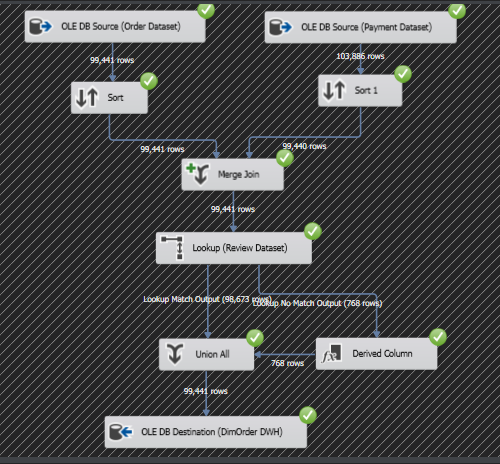 OLE DB Source (Order Dataset)
OLE DB Source (Payment Dataset)
99,441 rows
103,886 rows
Sort
Sort 1
99,441 rows
99,440 rows
Merge Join
99,441 rows
Lookup (Review Dataset)
Lookup Match Output (98,673 rows)
Lookup No Match Output (768 rows)
Union All
768 rows
Derived Column
99,441 rows
OLE DB Destination (DimOrder DWH)